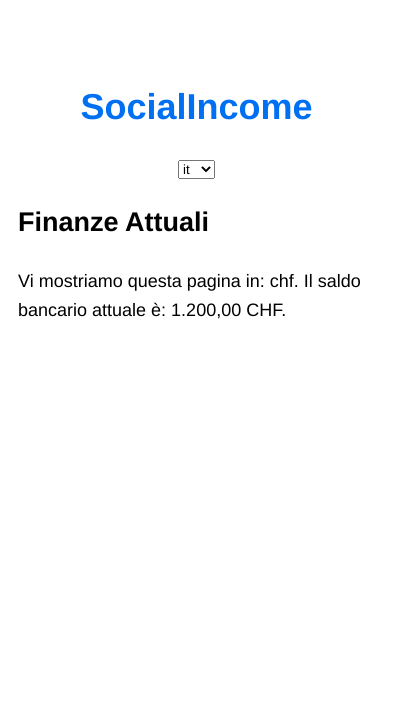 SocialIncome
it
Finanze Attuali
Vi mostriamo questa pagina in: chf. Il saldo
bancario attuale è: 1.200,00 CHF.